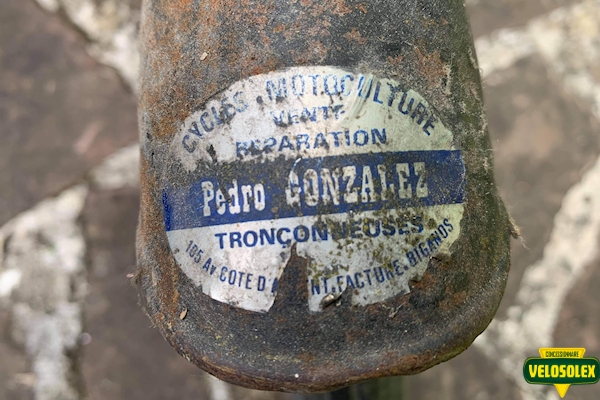 CYCLES MOTOCULTURE
VENTE
REPARATION
Pedro GONZALEZ
TRONÇONNEUSES
105 Av COTE D' NT. FACTURE. BIGANOS
CONCESSIONNAIRE
VELOSOLEX